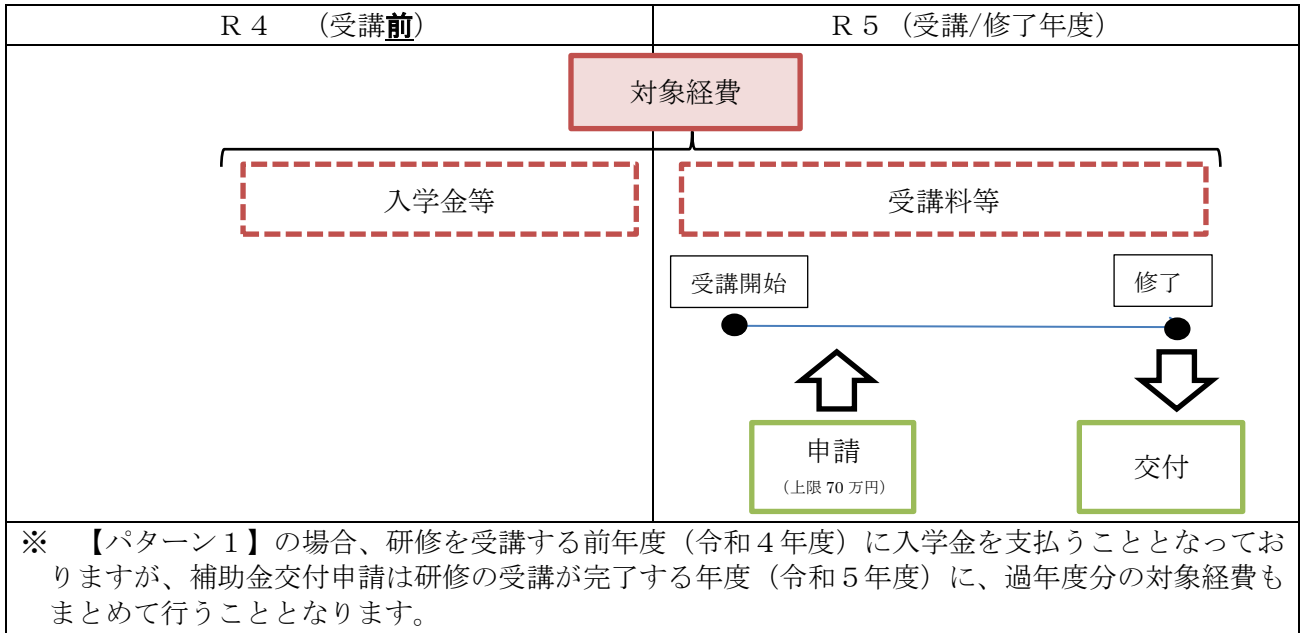 Ｒ４　（受講前）
Ｒ５（受講/修了年度）
対象経費
入学金等
受講料等
受講開始
修了
申請
（上限 70 万円）
交付
※　【パターン１】の場合、研修を受講する前年度（令和４年度）に入学金を支払うこととなってお
りますが、補助金交付申請は研修の受講が完了する年度（令和５年度）に、過年度分の対象経費も
まとめて行うこととなります。